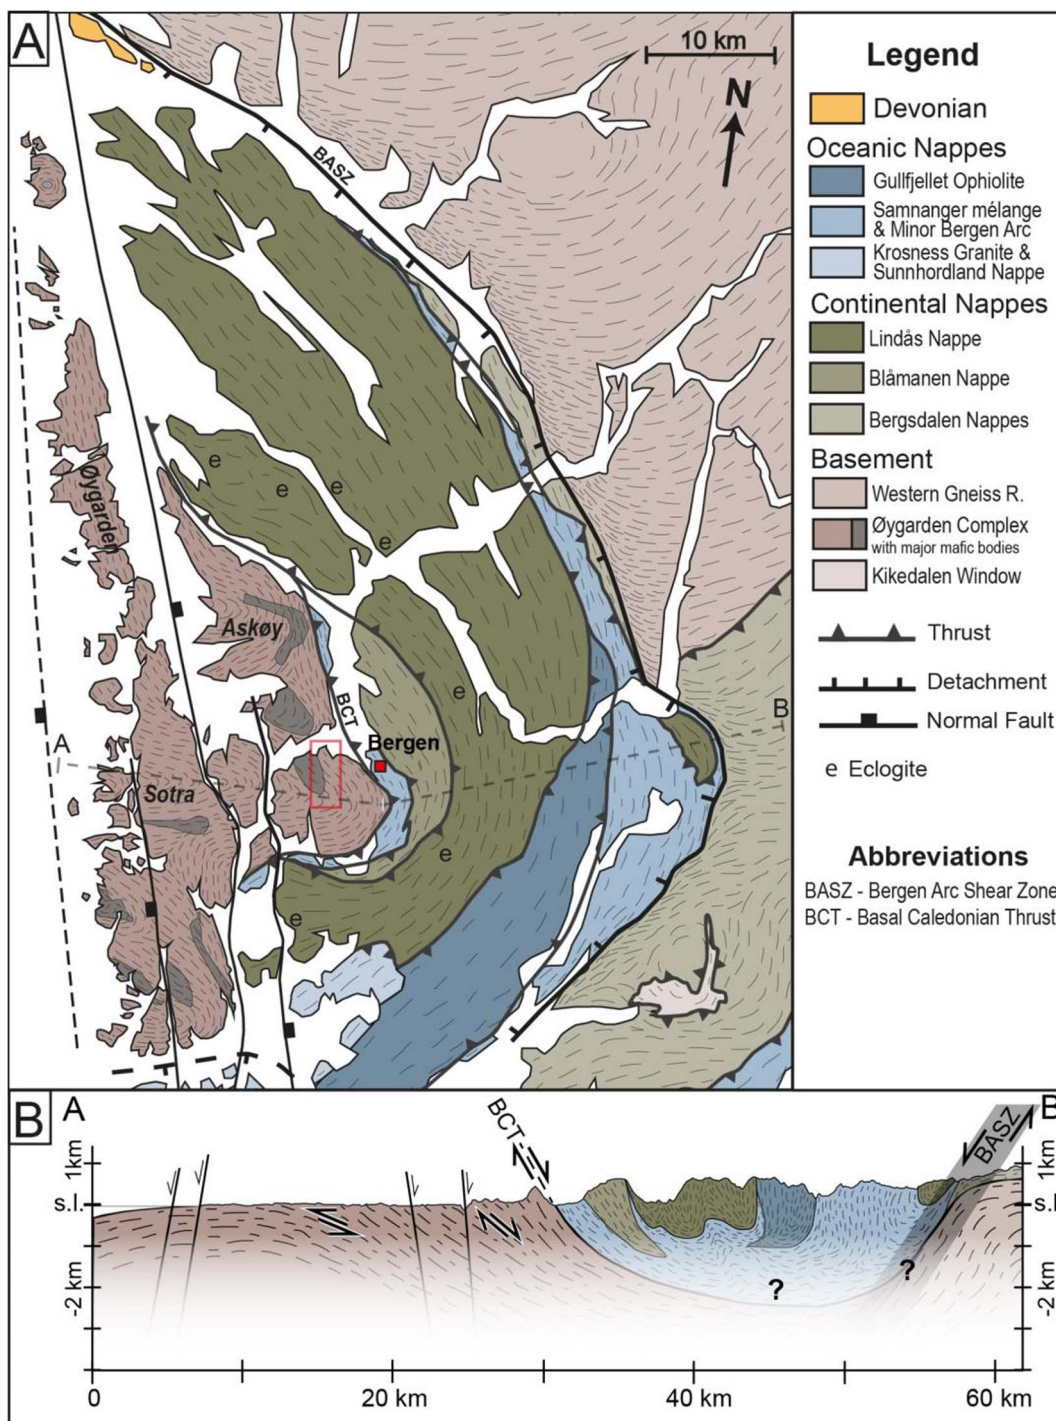 A
10 km
N
BASZ
e
e
e
e
Øygarden
Askøy
BCT
e
B
A
Bergen
Sotra
e
e
Legend
Devonian
Oceanic Nappes
Gullfjellet Ophiolite
Samnanger mélange
& Minor Bergen Arc
Krosness Granite &
Sunnhordland Nappe
Continental Nappes
Lindås Nappe
Blåmanen Nappe
Bergsdalen Nappes
Basement
Western Gneiss R.
Øygarden Complex
with major mafic bodies
Kikedalen Window
Thrust
Detachment
Normal Fault
e Eclogite
Abbreviations
BASZ - Bergen Arc Shear Zone
BCT - Basal Caledonian Thrust
B
A
BCT
B
BASZ
1km
s.l.
-2 km
1km
s.l
-2 km
?
?
0
20 km
40 km
60 km